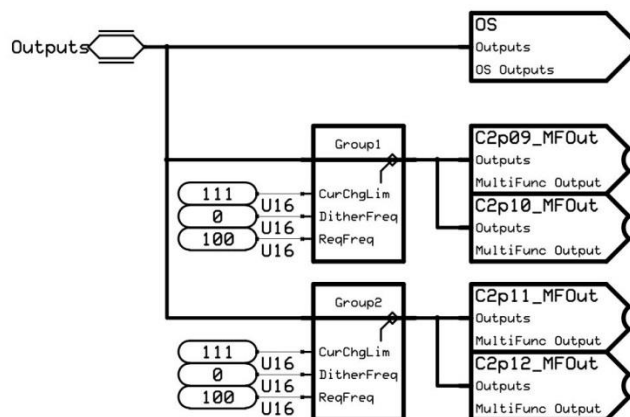 OS
Outputs
Outputs
OS Outputs
Group1
C2p09_MFOut
Outputs
MultiFunc Output
111
U16
CurChgLim
0
U16
DitherFreq
100
U16
ReqFreq
C2p10_MFOut
Outputs
MultiFunc Output
Group2
C2p11_MFOut
Outputs
MultiFunc Output
111
U16
CurChgLim
0
U16
DitherFreq
100
U16
ReqFreq
C2p12_MFOut
Outputs
MultiFunc Output